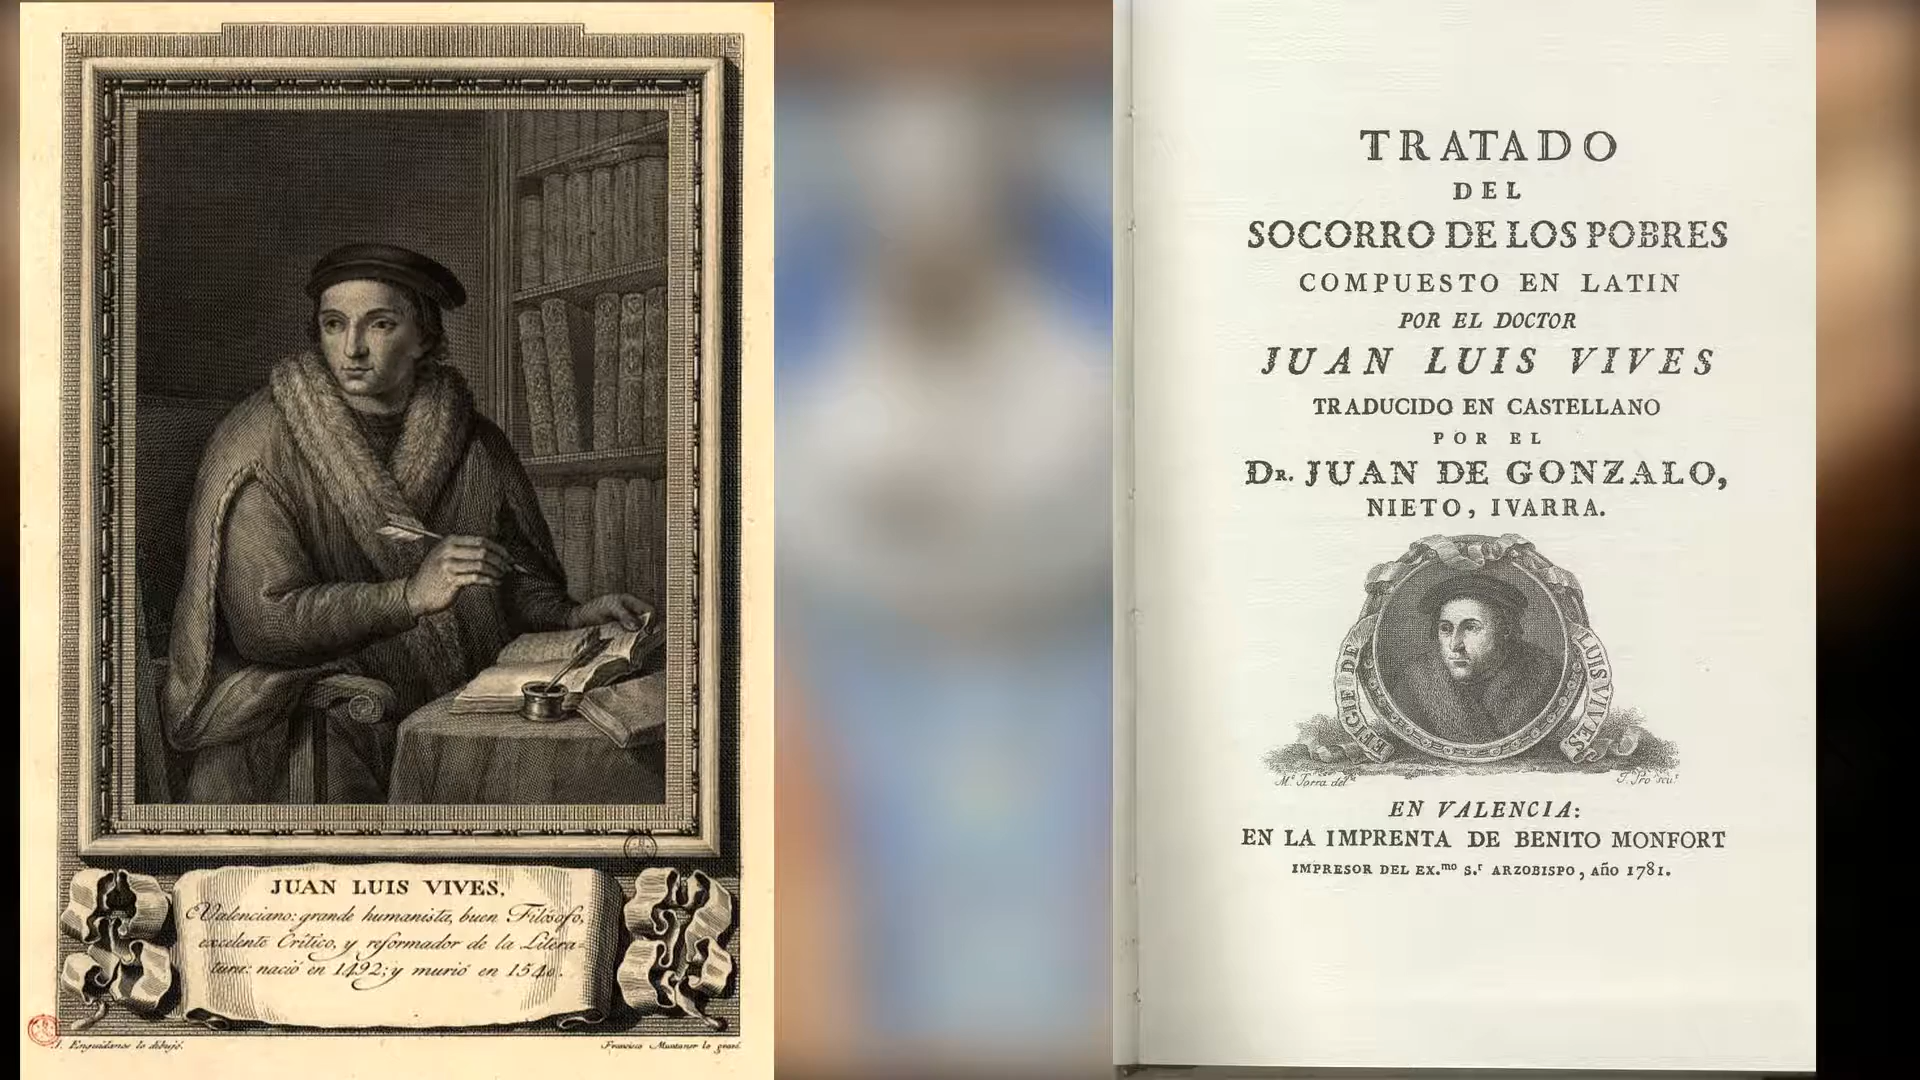 JUAN LUIS VIVES,
Valenciano: grande humanista, buen Filósofo,
excelente Crítico, y reformador de la Litera=
tura: nació en 1492; y murió en 1540.
A. Enguidanos lo dibujó.
Francisco Muntaner lo grabó.
TRATADO
DEL
SOCORRO DE LOS POBRES
COMPUESTO EN LATIN
POR EL DOCTOR
JUAN LUIS VIVES
TRADUCIDO EN CASTELLANO
POR EL
DR. JUAN DE GONZALO,
NIETO, IVARRA.
EFIGIE DE
LUIS VIVES
EN VALENCIA:
EN LA IMPRENTA DE BENITO MONFORT
IMPRESOR DEL EX.mo S.r ARZOBISPO, Año 1781.